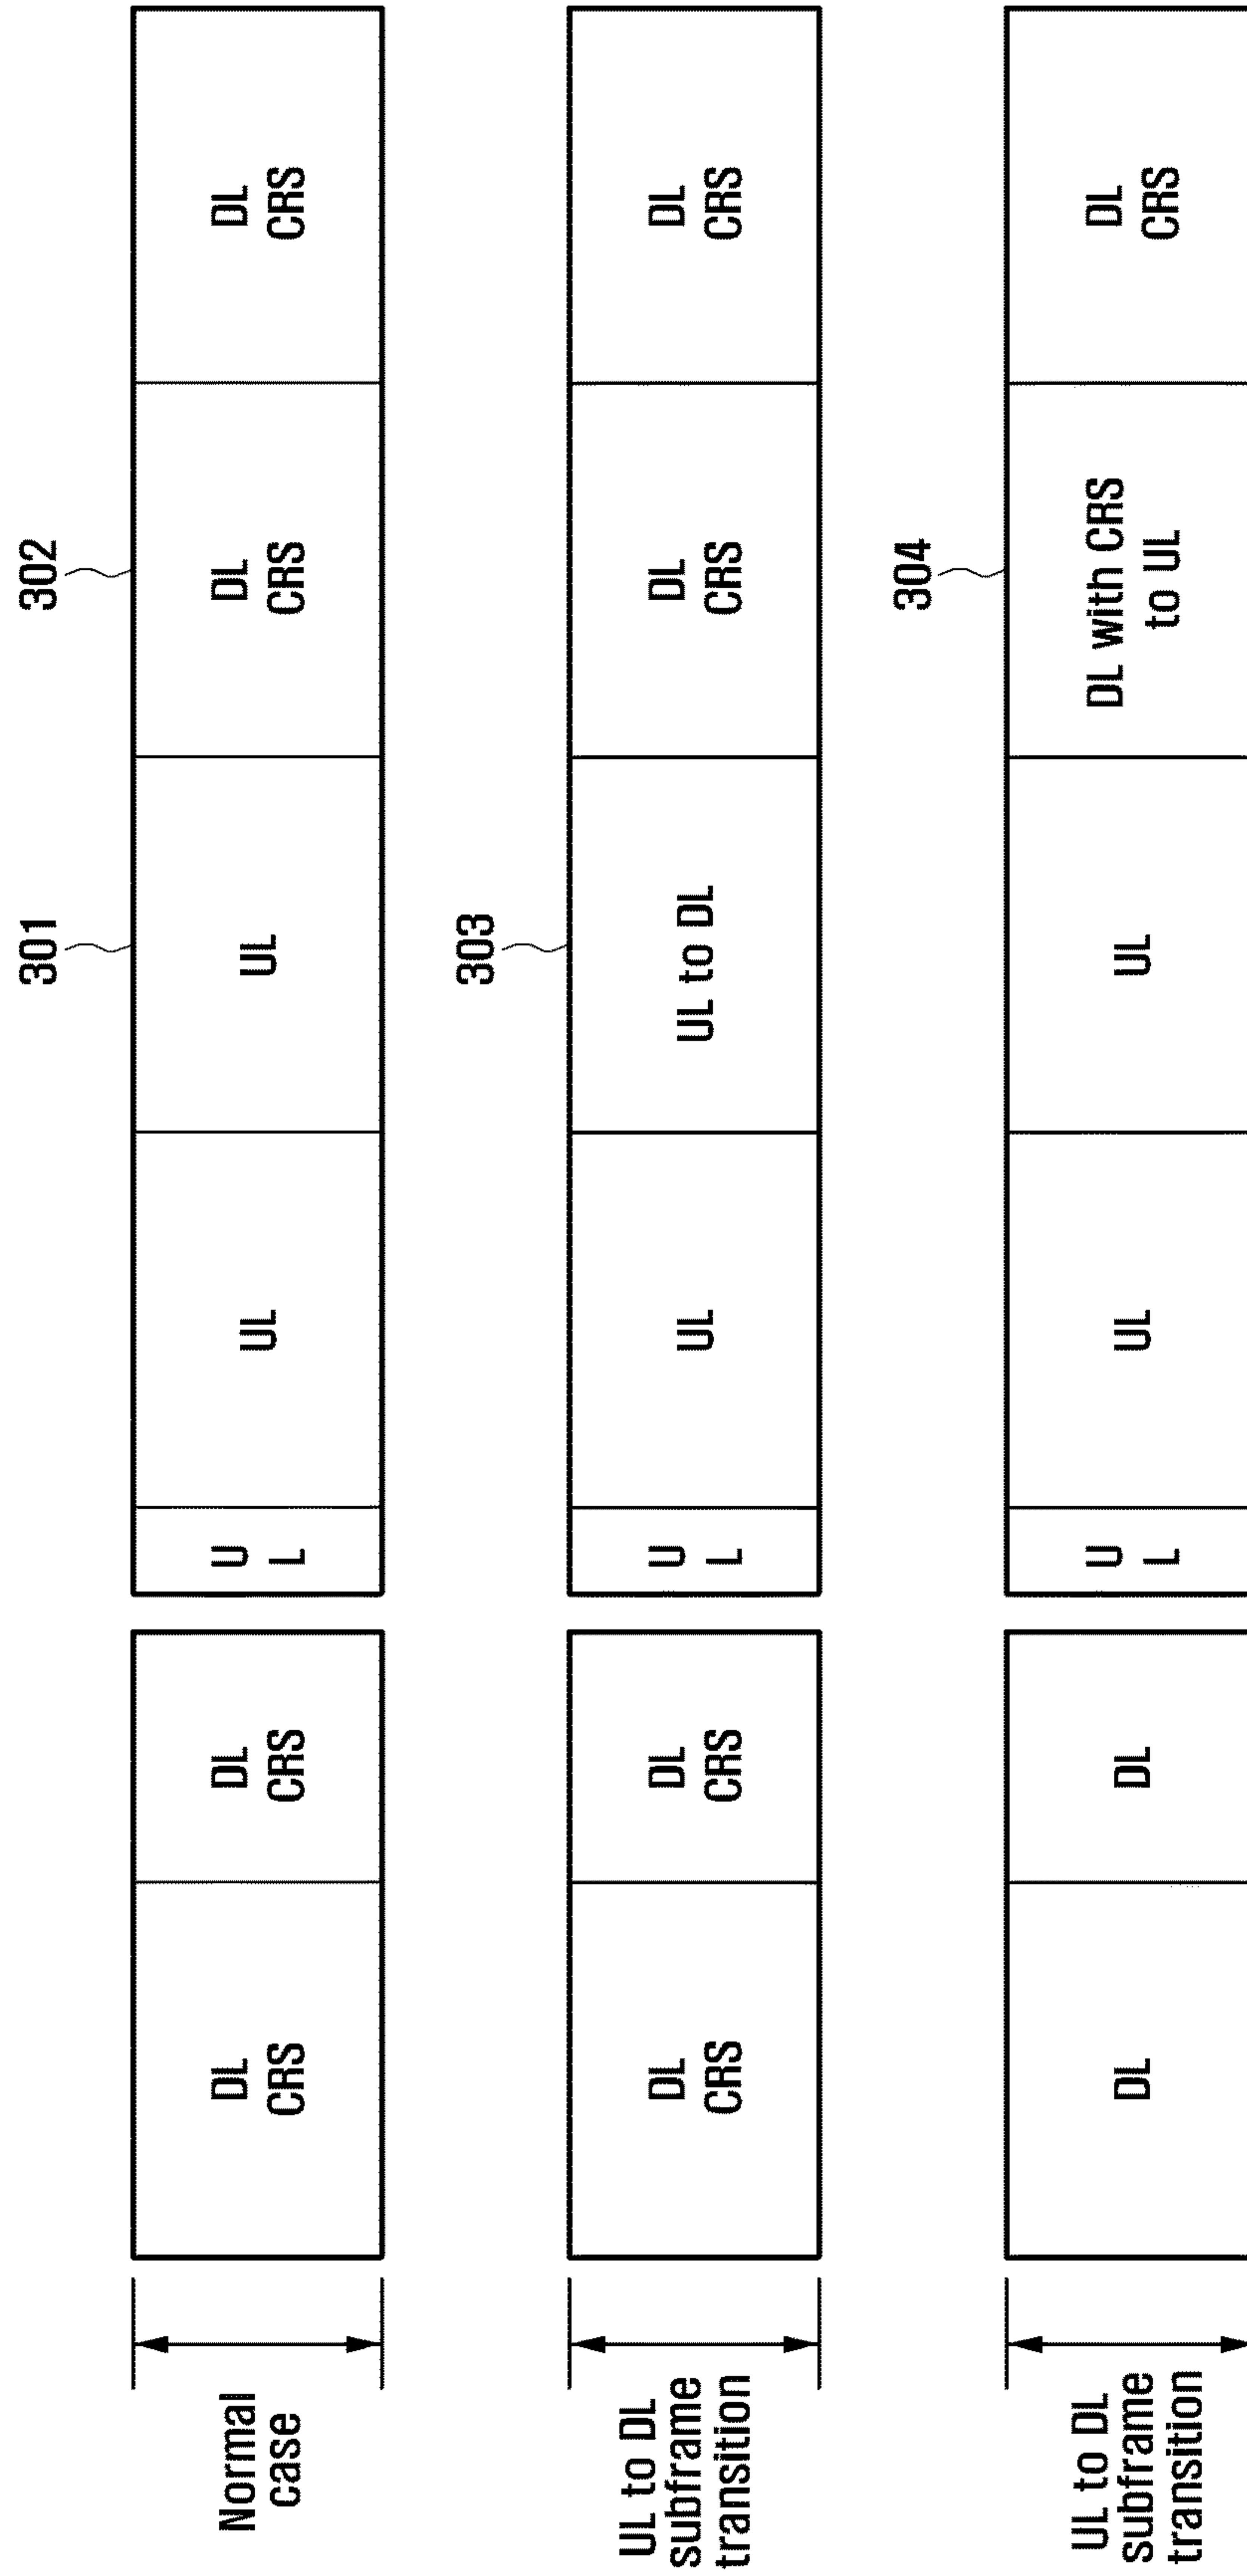 301
302
Normal
case
DL
CRS
DL
CRS
U
L
UL
UL
DL
CRS
DL
CRS
303
UL to DL
subframe
transition
DL
CRS
DL
CRS
U
L
UL
UL to DL
DL
CRS
DL
CRS
304
UL to DL
subframe
transition
DL
DL
U
L
UL
UL
DL with CRS
to UL
DL
CRS